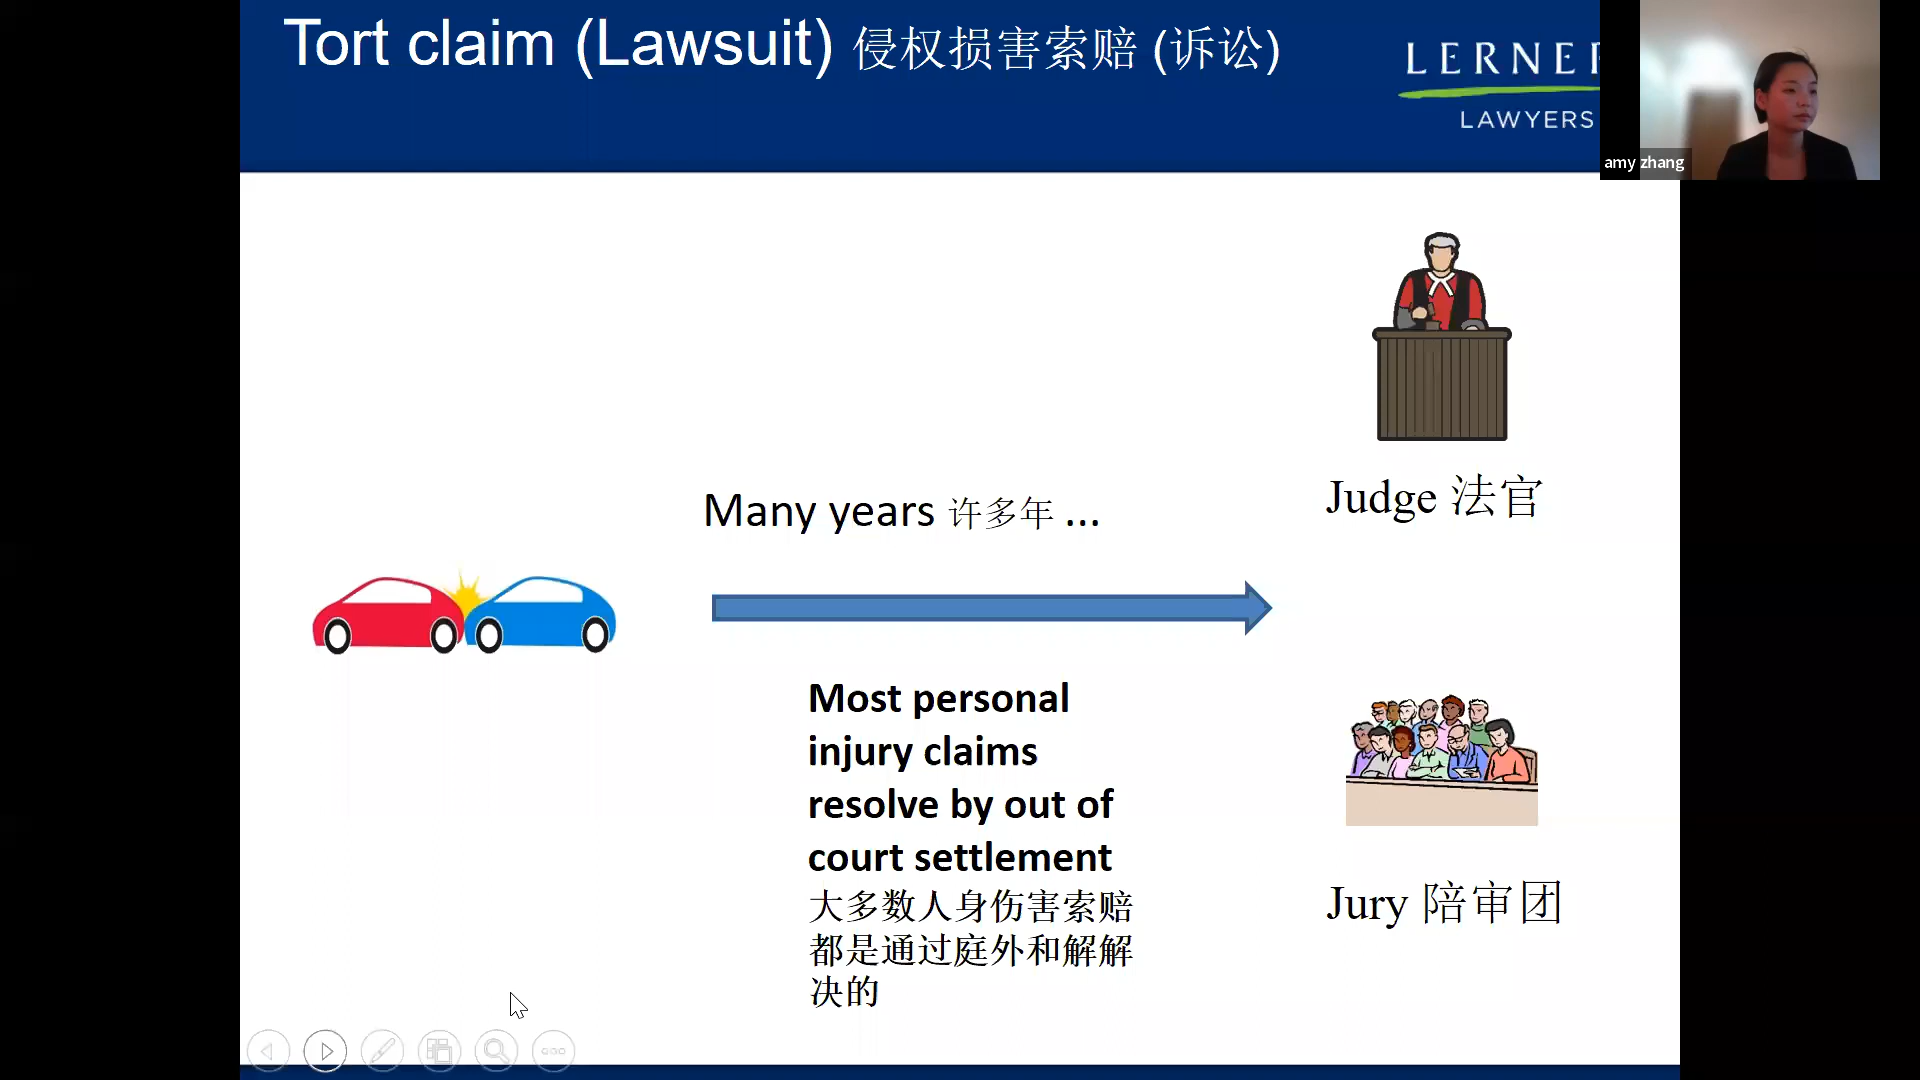 Tort claim (Lawsuit) 侵权损害索赔 (诉讼)
LERNER
LAWYERS
amy zhang
Many years 许多年 ...
Judge 法官
Most personal
injury claims
resolve by out of
court settlement
大多数人身伤害索赔
都是通过庭外和解解
决的
Jury 陪审团